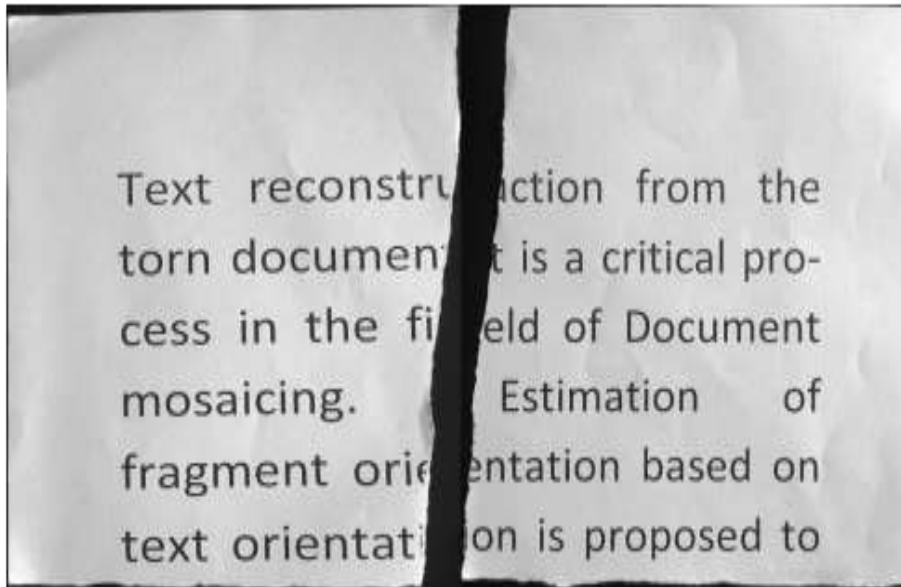 Text reconstruction from the
torn document is a critical pro-
cess in the field of Document
mosaicing. Estimation of
fragment orientation based on
text orientation is proposed to